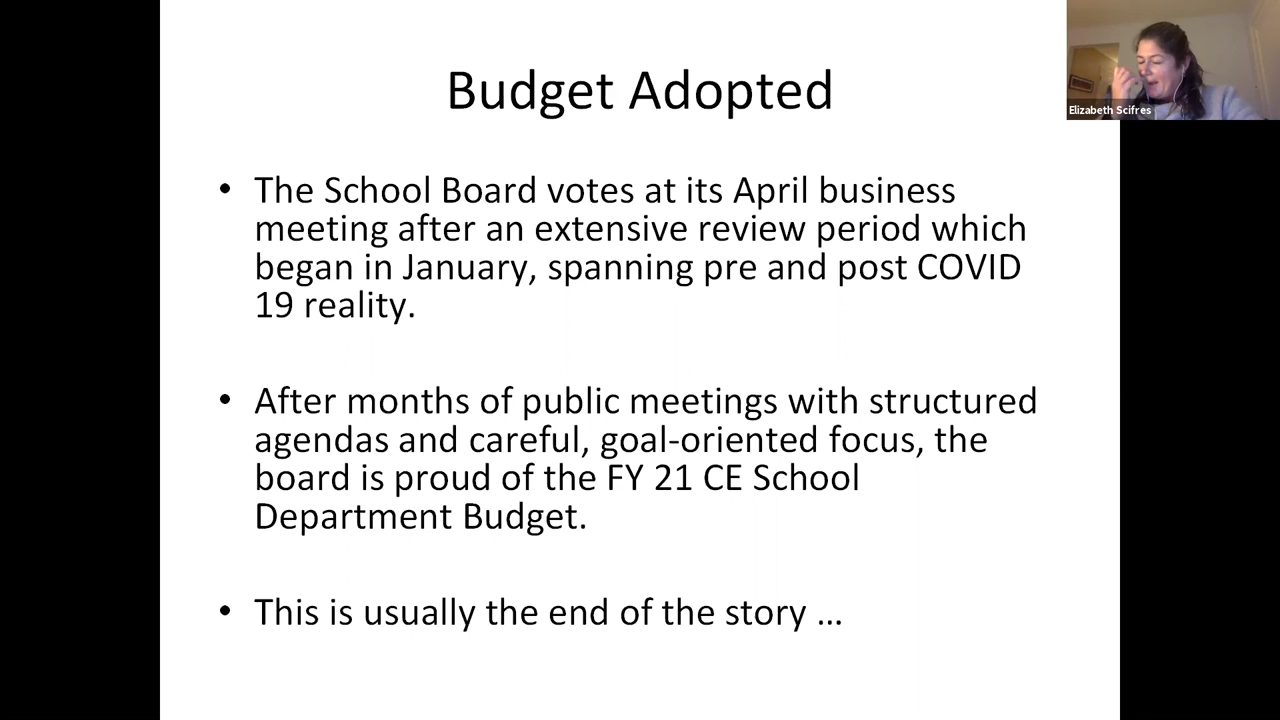 Budget Adopted
Elizabeth Scifres
• The School Board votes at its April business
meeting after an extensive review period which
began in January, spanning pre and post COVID
19 reality.
• After months of public meetings with structured
agendas and careful, goal-oriented focus, the
board is proud of the FY 21 CE School
Department Budget.
• This is usually the end of the story ...